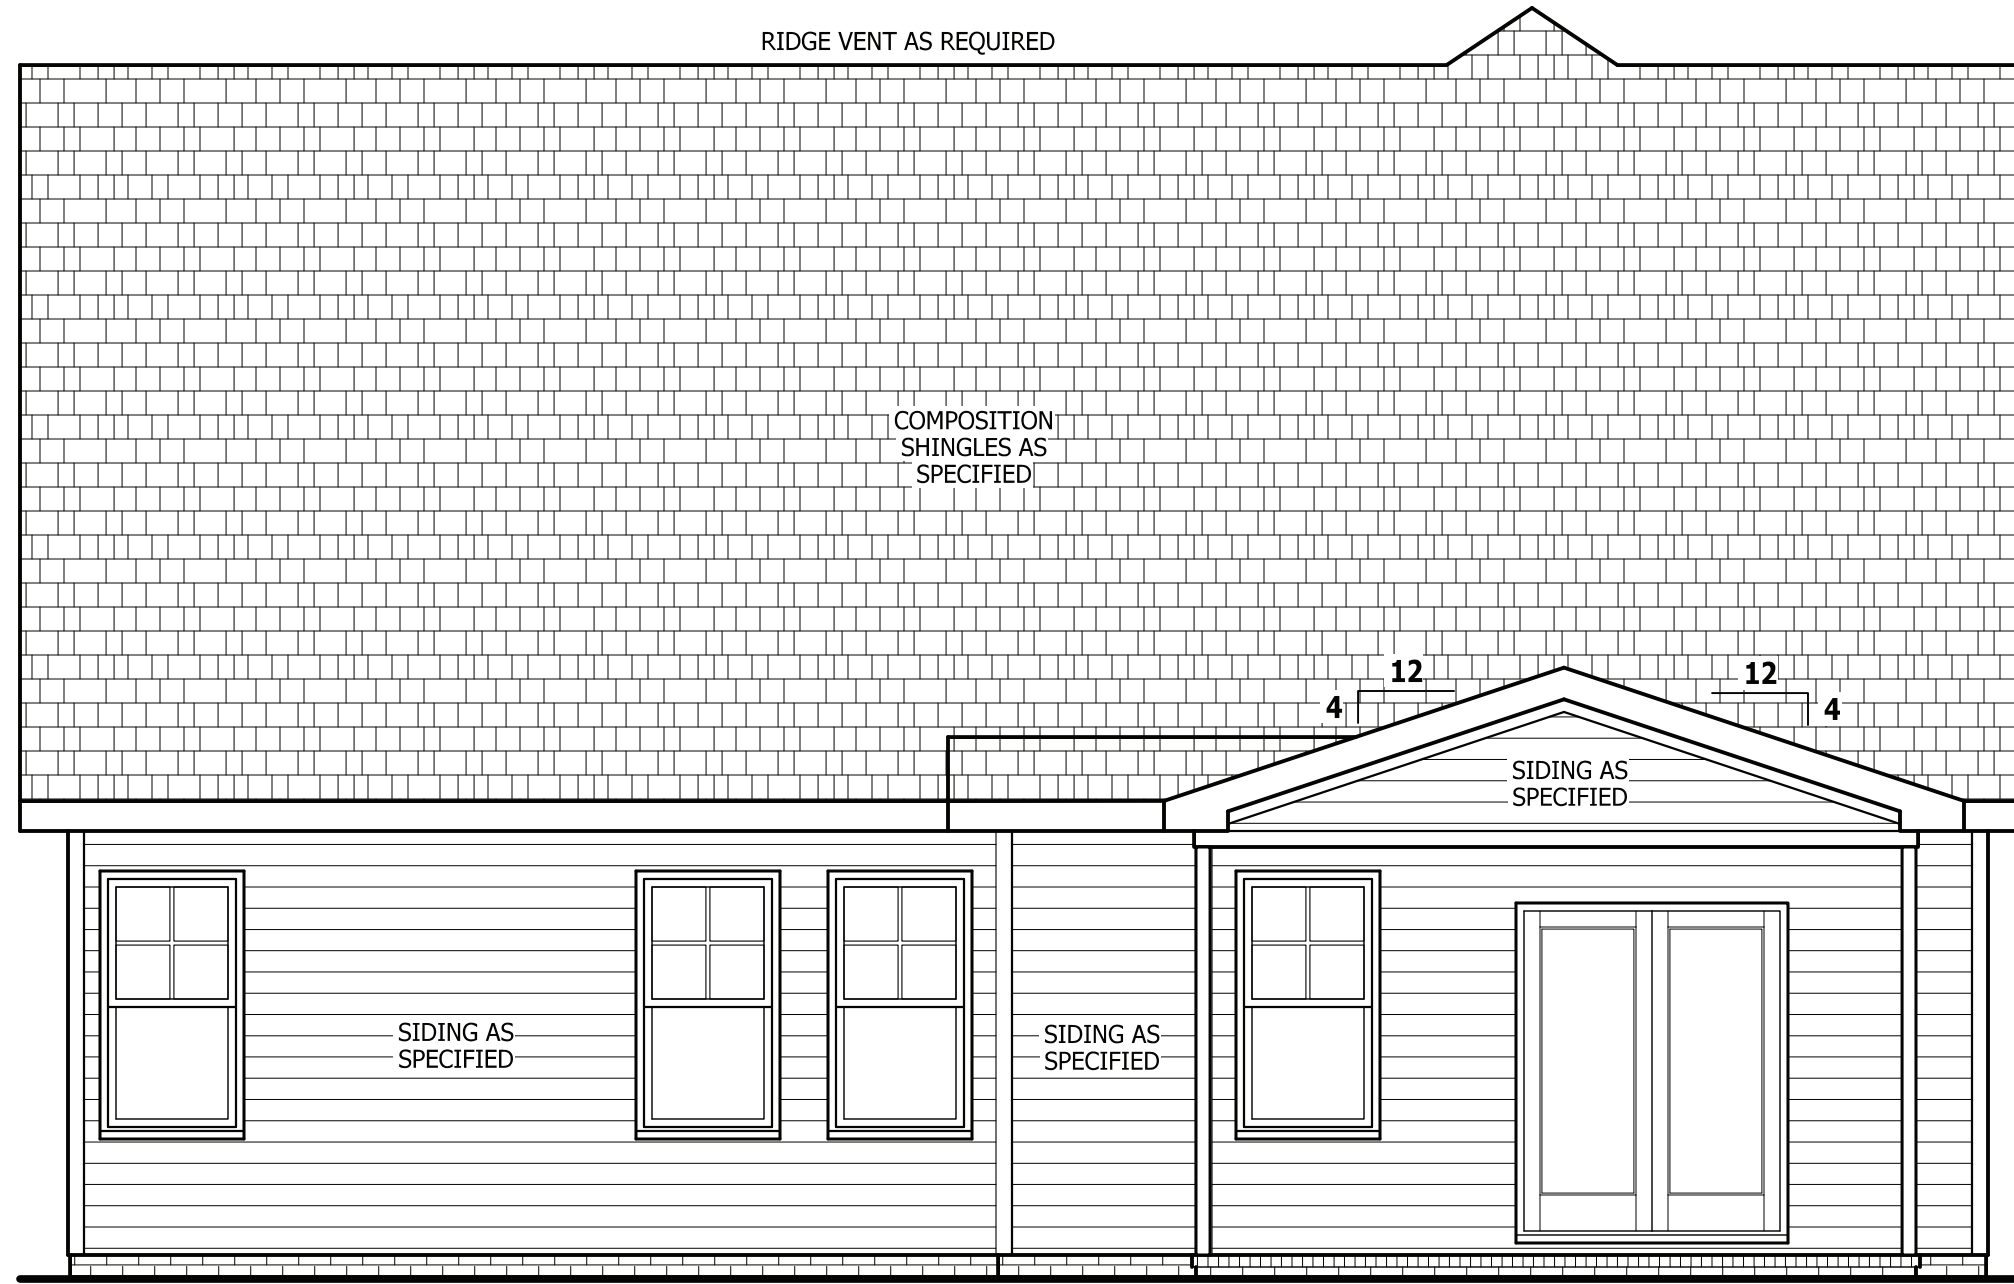 RIDGE VENT AS REQUIRED
COMPOSITION
SHINGLES AS
SPECIFIED
12
4
12
4
SIDING AS
SPECIFIED
SIDING AS
SPECIFIED
SIDING AS
SPECIFIED